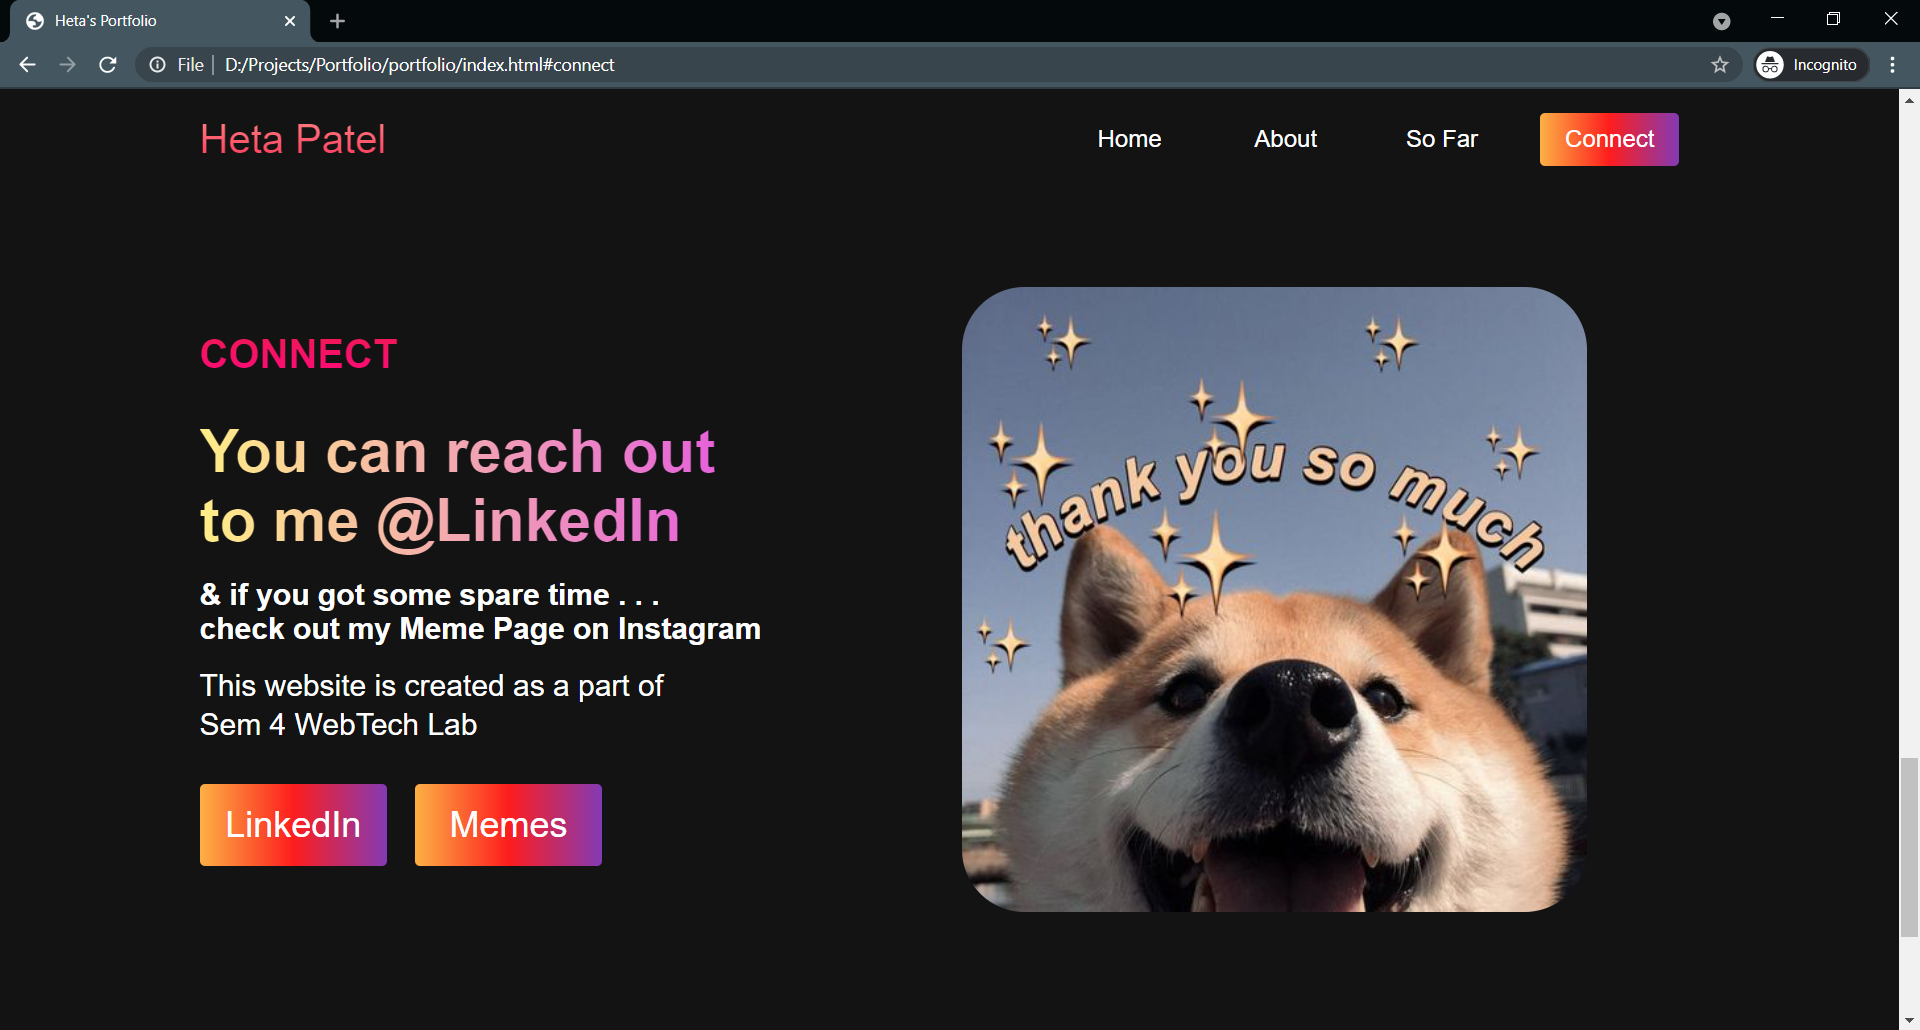 Heta's Portfolio
File
D:/Projects/Portfolio/portfolio/index.html#connect
Incognito
Heta Patel
Home
About
So Far
Connect
CONNECT
You can reach out
to me @LinkedIn
& if you got some spare time . . .
check out my Meme Page on Instagram
This website is created as a part of
Sem 4 WebTech Lab
LinkedIn
Memes
thank you so much